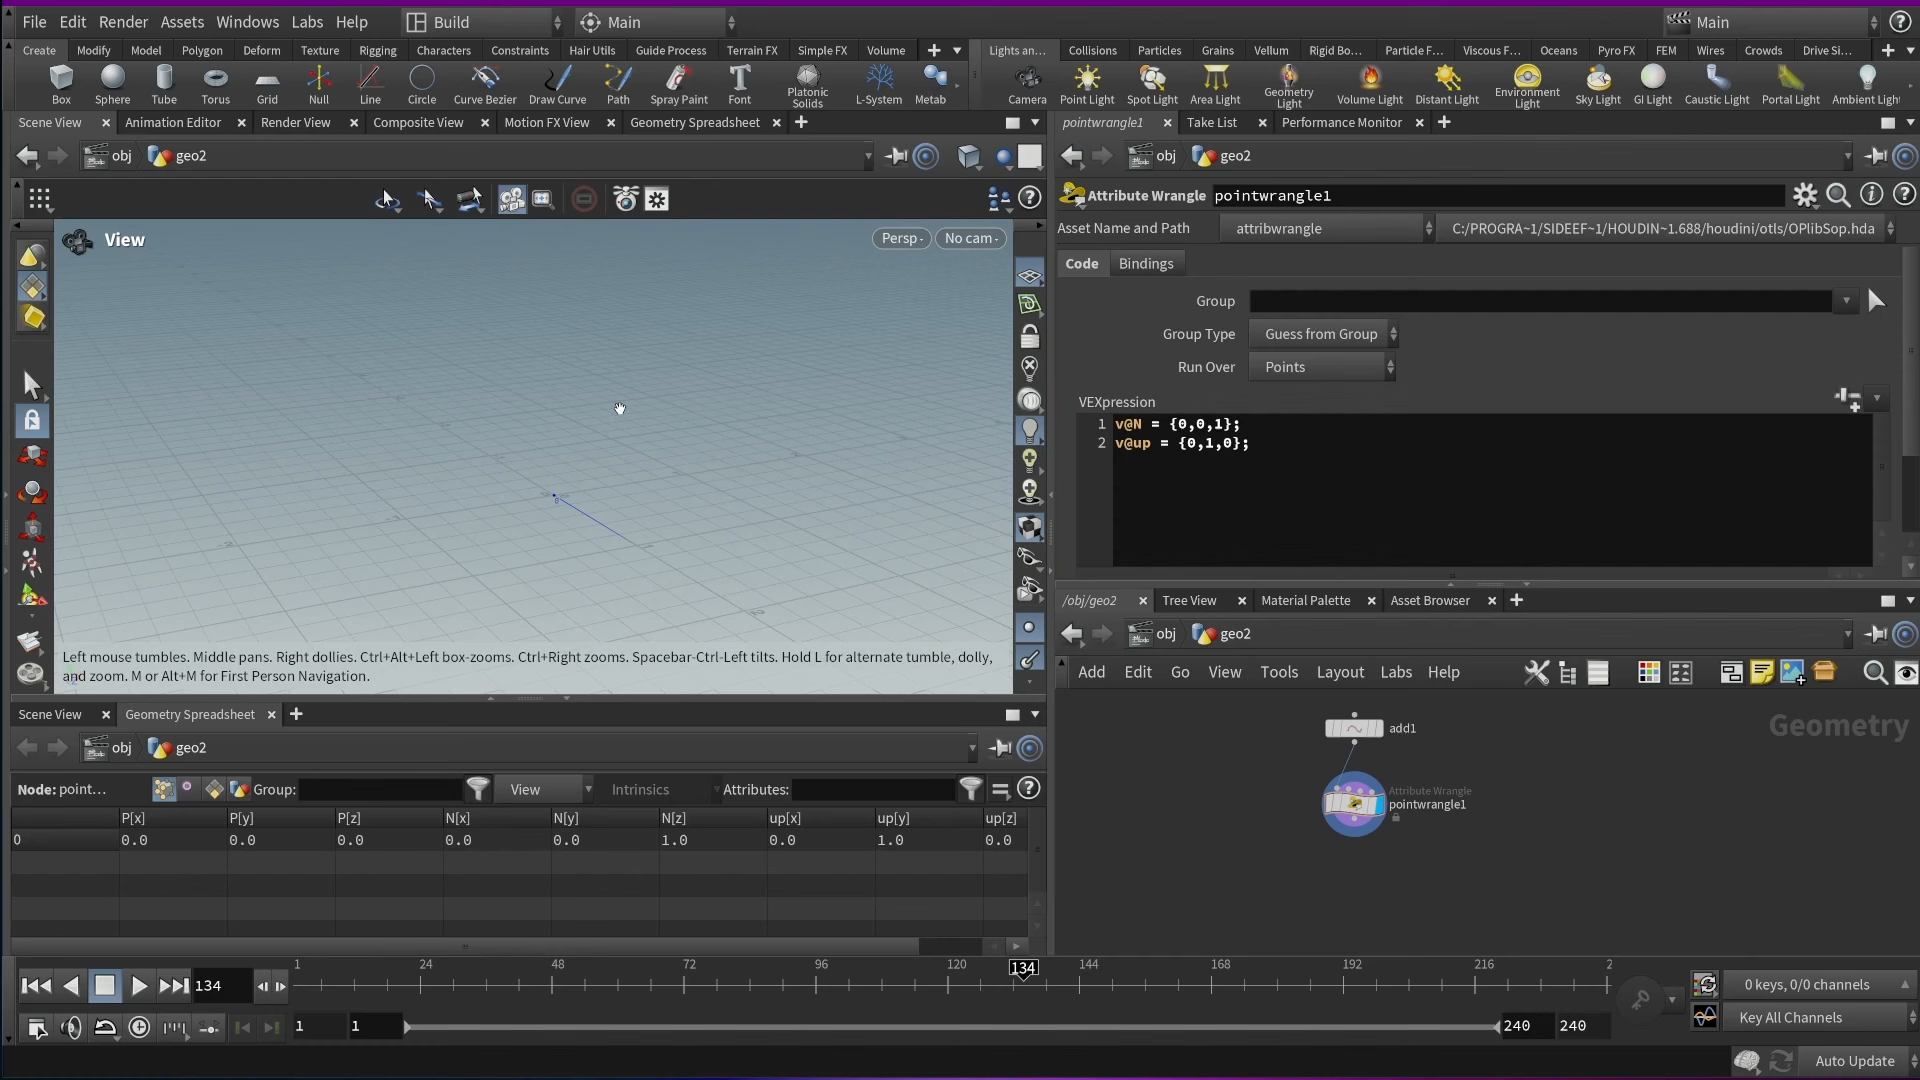 File Edit Render Assets Windows Labs Help Build Main Main
Create Modify Model Polygon Deform Texture Rigging Characters Constraints Hair Utils Guide Process Terrain FX Simple FX Volume
Lights an... Collisions Particles Grains Vellum Rigid Bo... Particle F... Viscous F... Oceans Pyro FX FEM Wires Crowds Drive Si...
Box Sphere Tube Torus Grid Null Line Circle Curve Bezier Draw Curve Path Spray Paint Font Platonic Solids L-System Metab
Camera Point Light Spot Light Area Light Geometry Light Volume Light Distant Light Environment Light Sky Light GI Light Caustic Light Portal Light Ambient Light
Scene View Animation Editor Render View Composite View Motion FX View Geometry Spreadsheet
pointwrangle1 Take List Performance Monitor
obj geo2
obj geo2
Attribute Wrangle pointwrangle1
Asset Name and Path attribwrangle C:/PROGRA~1/SIDEEF~1/HOUDIN~1.688/houdini/otls/OPlibSop.hda
View Persp No cam
Code Bindings
Group
Group Type Guess from Group
Run Over Points
VEXpression
1 v@N = {0,0,1};
2 v@up = {0,1,0};
Left mouse tumbles. Middle pans. Right dollies. Ctrl+Alt+Left box-zooms. Ctrl+Right zooms. Spacebar-Ctrl-Left tilts. Hold L for alternate tumble, dolly,
and zoom. M or Alt+M for First Person Navigation.
/obj/geo2 Tree View Material Palette Asset Browser
obj geo2
Add Edit Go View Tools Layout Labs Help
Geometry
add1
Attribute Wrangle
pointwrangle1
Scene View Geometry Spreadsheet
obj geo2
Node: point... Group: View Intrinsics Attributes:
P[x] P[y] P[z] N[x] N[y] N[z] up[x] up[y] up[z]
0 0.0 0.0 0.0 0.0 0.0 1.0 0.0 1.0 0.0
1 24 48 72 96 120 134 144 168 192 216 2
134
0 keys, 0/0 channels
1 1 240 240
Key All Channels
Auto Update